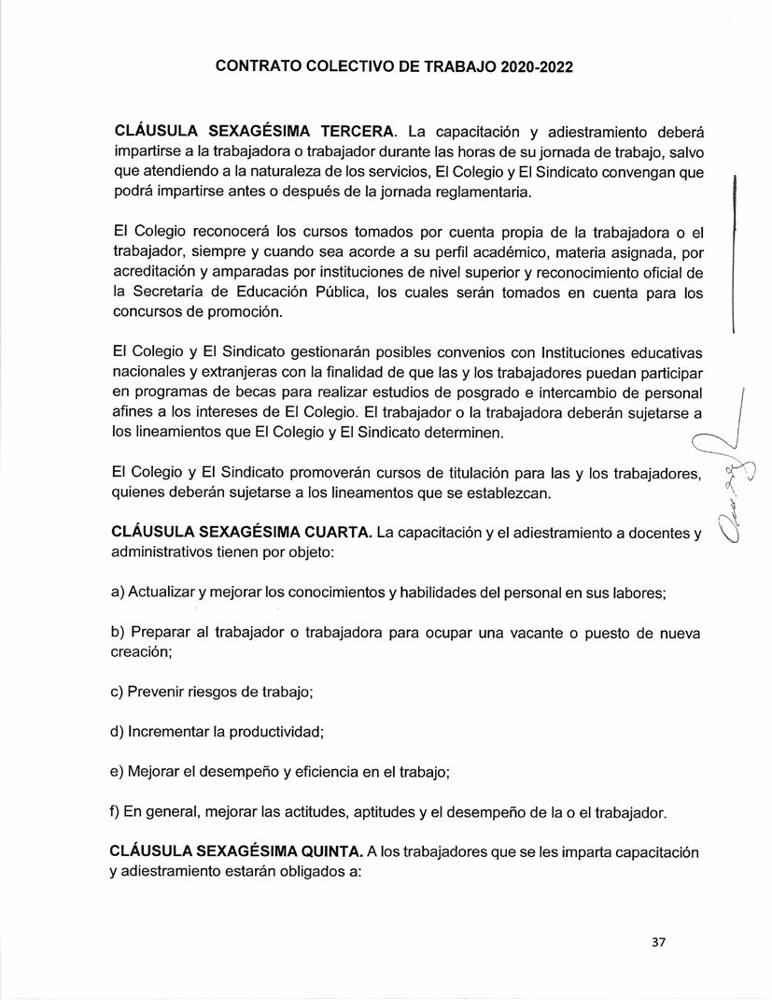 CONTRATO COLECTIVO DE TRABAJO 2020-2022
CLÁUSULA SEXAGÉSIMA TERCERA. La capacitación y adiestramiento deberá
impartirse a la trabajadora o trabajador durante las horas de su jornada de trabajo, salvo
que atendiendo a la naturaleza de los servicios, El Colegio y El Sindicato convengan que
podrá impartirse antes o después de la jornada reglamentaria.
El Colegio reconocerá los cursos tomados por cuenta propia de la trabajadora o el
trabajador, siempre y cuando sea acorde a su perfil académico, materia asignada, por
acreditación y amparadas por instituciones de nivel superior y reconocimiento oficial de
la Secretaría de Educación Pública, los cuales serán tomados en cuenta para los
concursos de promoción.
El Colegio y El Sindicato gestionarán posibles convenios con Instituciones educativas
nacionales y extranjeras con la finalidad de que las y los trabajadores puedan participar
en programas de becas para realizar estudios de posgrado e intercambio de personal
afines a los intereses de El Colegio. El trabajador o la trabajadora deberán sujetarse a
los lineamientos que El Colegio y El Sindicato determinen.
El Colegio y El Sindicato promoverán cursos de titulación para las y los trabajadores,
quienes deberán sujetarse a los lineamentos que se establezcan.
CLÁUSULA SEXAGÉSIMA CUARTA. La capacitación y el adiestramiento a docentes y
administrativos tienen por objeto:
a) Actualizar y mejorar los conocimientos y habilidades del personal en sus labores;
b) Preparar al trabajador o trabajadora para ocupar una vacante o puesto de nueva
creación;
c) Prevenir riesgos de trabajo;
d) Incrementar la productividad;
e) Mejorar el desempeño y eficiencia en el trabajo;
f) En general, mejorar las actitudes, aptitudes y el desempeño de la o el trabajador.
CLÁUSULA SEXAGÉSIMA QUINTA. A los trabajadores que se les imparta capacitación
y adiestramiento estarán obligados a:
37